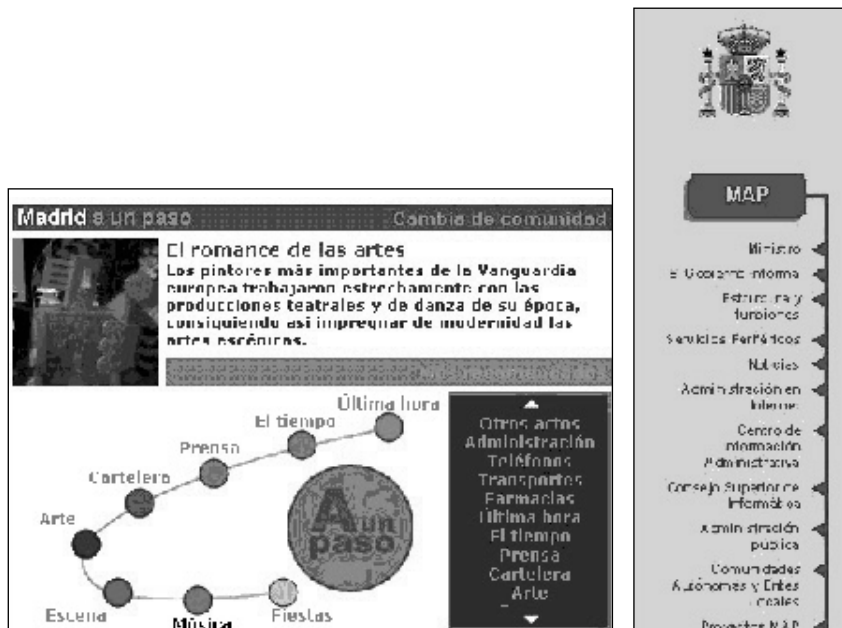 Madrid a un paso
Cambia de comunidad
El romance de las artes
Los pintores más importantes de la Vanguardia
europea trabajaron estrechamente con las
producciones teatrales y de danza de su época,
consiguiendo así impregnar de modernidad las
artes escénicas.
Última hora
El tiempo
Prensa
Cartelera
Arte
Escena
Música
Fiestas
A un
paso
Otros actos
Administración
Teléfonos
Transportes
Farmacias
Última hora
El tiempo
Prensa
Cartelera
Arte
MAP
Ministro
El Gobierno informa
Estructura y
funciones
Servicios Periféricos
Noticias
Administración en
Internet
Centro de
Información
Administrativa
Consejo Superior de
Informática
Administración
pública
Comunidades
Autónomas y Entes
Locales
Proyectos MAP